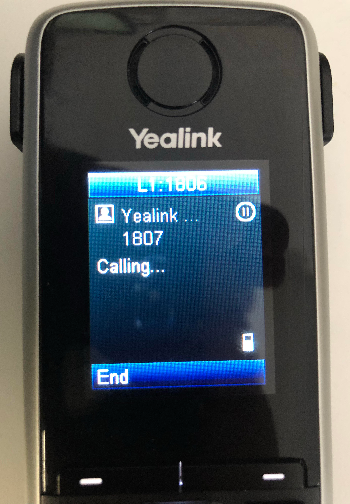 Yealink
L1:1806
Yealink ...
1807
Calling...
End